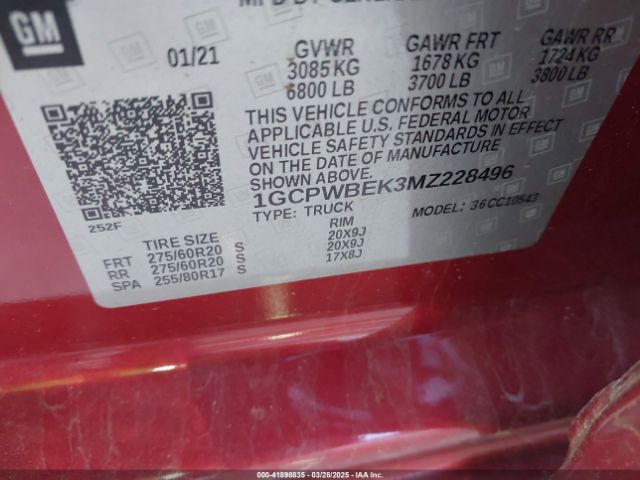 GM
01/21
GVWR
3085 KG
6800 LB
GAWR FRT
1678 KG
3700 LB
GAWR RR
1724 KG
3800 LB
THIS VEHICLE CONFORMS TO ALL
APPLICABLE U.S. FEDERAL MOTOR
VEHICLE SAFETY STANDARDS IN EFFECT
ON THE DATE OF MANUFACTURE
SHOWN ABOVE.
1GCPWBEK3MZ228496
TYPE: TRUCK
MODEL: 36CC10543
252F
TIRE SIZE RIM
FRT 275/60R20 S 20X9J
RR 275/60R20 S 20X9J
SPA 255/80R17 S 17X8J
000-41898835 - 03/28/2025 - IAA Inc.